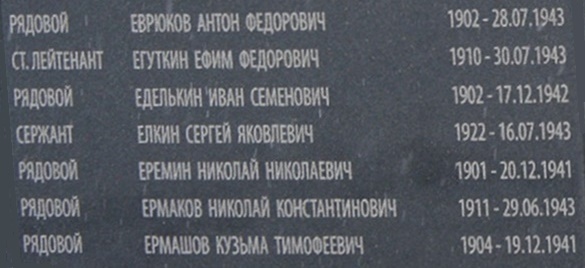 РЯДОВОЙ ЕВРЮКОВ АНТОН ФЕДОРОВИЧ 1902 - 28.07.1943
СТ. ЛЕЙТЕНАНТ ЕГУТКИН ЕФИМ ФЕДОРОВИЧ 1910 - 30.07.1943
РЯДОВОЙ ЕДЕЛЬКИН ИВАН СЕМЕНОВИЧ 1902 - 17.12.1942
СЕРЖАНТ ЕЛКИН СЕРГЕЙ ЯКОВЛЕВИЧ 1922 - 16.07.1943
РЯДОВОЙ ЕРЕМИН НИКОЛАЙ НИКОЛАЕВИЧ 1901 - 20.12.1941
РЯДОВОЙ ЕРМАКОВ НИКОЛАЙ КОНСТАНТИНОВИЧ 1911 - 29.06.1943
РЯДОВОЙ ЕРМАШОВ КУЗЬМА ТИМОФЕЕВИЧ 1904 - 19.12.1941